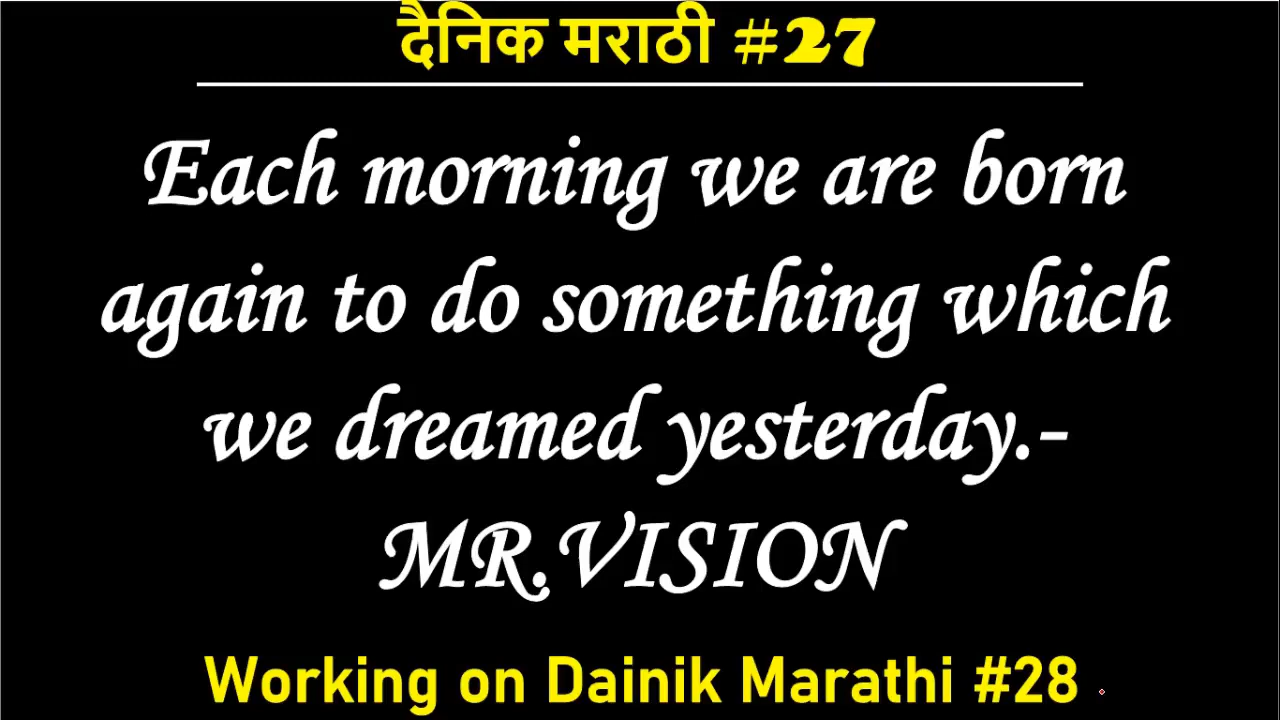 दैनिक मराठी #27
Each morning we are born
again to do something which
we dreamed yesterday.-
MR.VISION
Working on Dainik Marathi #28